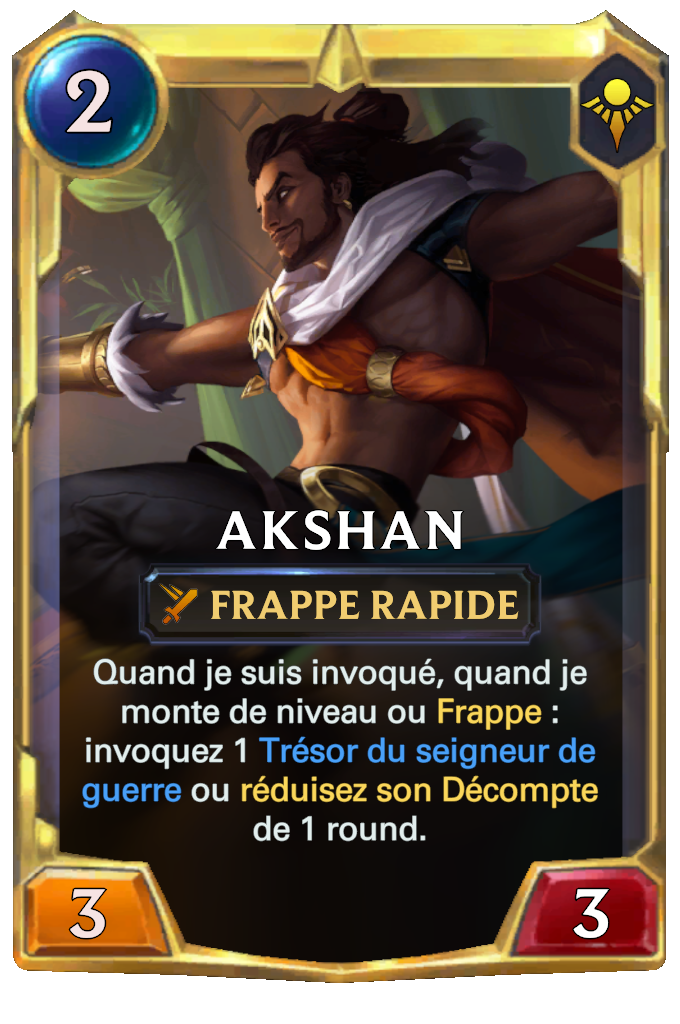 2
AKSHAN
FRAPPE RAPIDE
Quand je suis invoqué, quand je
monte de niveau ou Frappe :
invoquez 1 Trésor du seigneur de
guerre ou réduisez son Décompte
de 1 round.
3
3